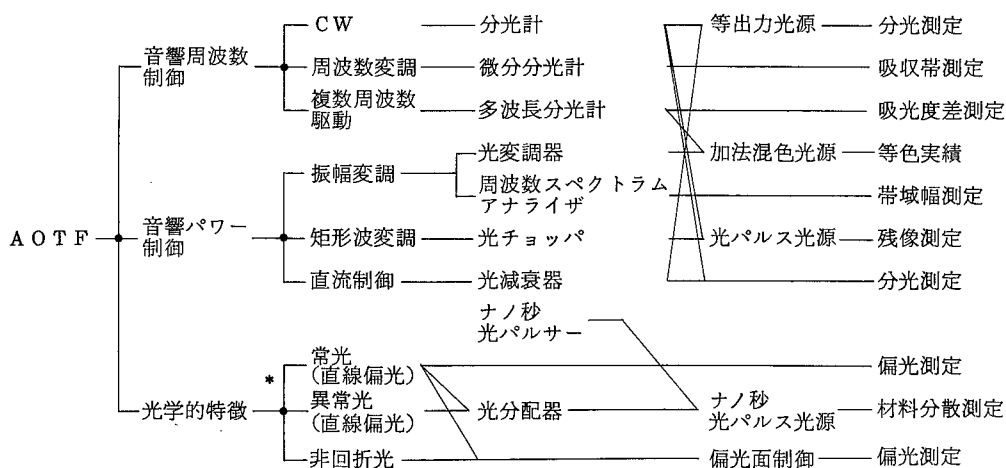 CW 分光計 等出力光源 分光測定
音響周波数
制御
周波数変調 微分分光計 吸収帯測定
複数周波数
駆動
多波長分光計 吸光度差測定
振幅変調 光変調器 加法混色光源 等色実績
周波数スペクトラム
アナライザ
帯域幅測定
AOTF
音響パワー
制御
矩形波変調 光チョッパ 光パルス光源 残像測定
直流制御 光減衰器 分光測定
ナノ秒
光パルサー
*
常光
(直線偏光)
偏光測定
光学的特徴
異常光
(直線偏光)
光分配器
ナノ秒
光パルス光源
材料分散測定
非回折光 偏光面制御 偏光測定